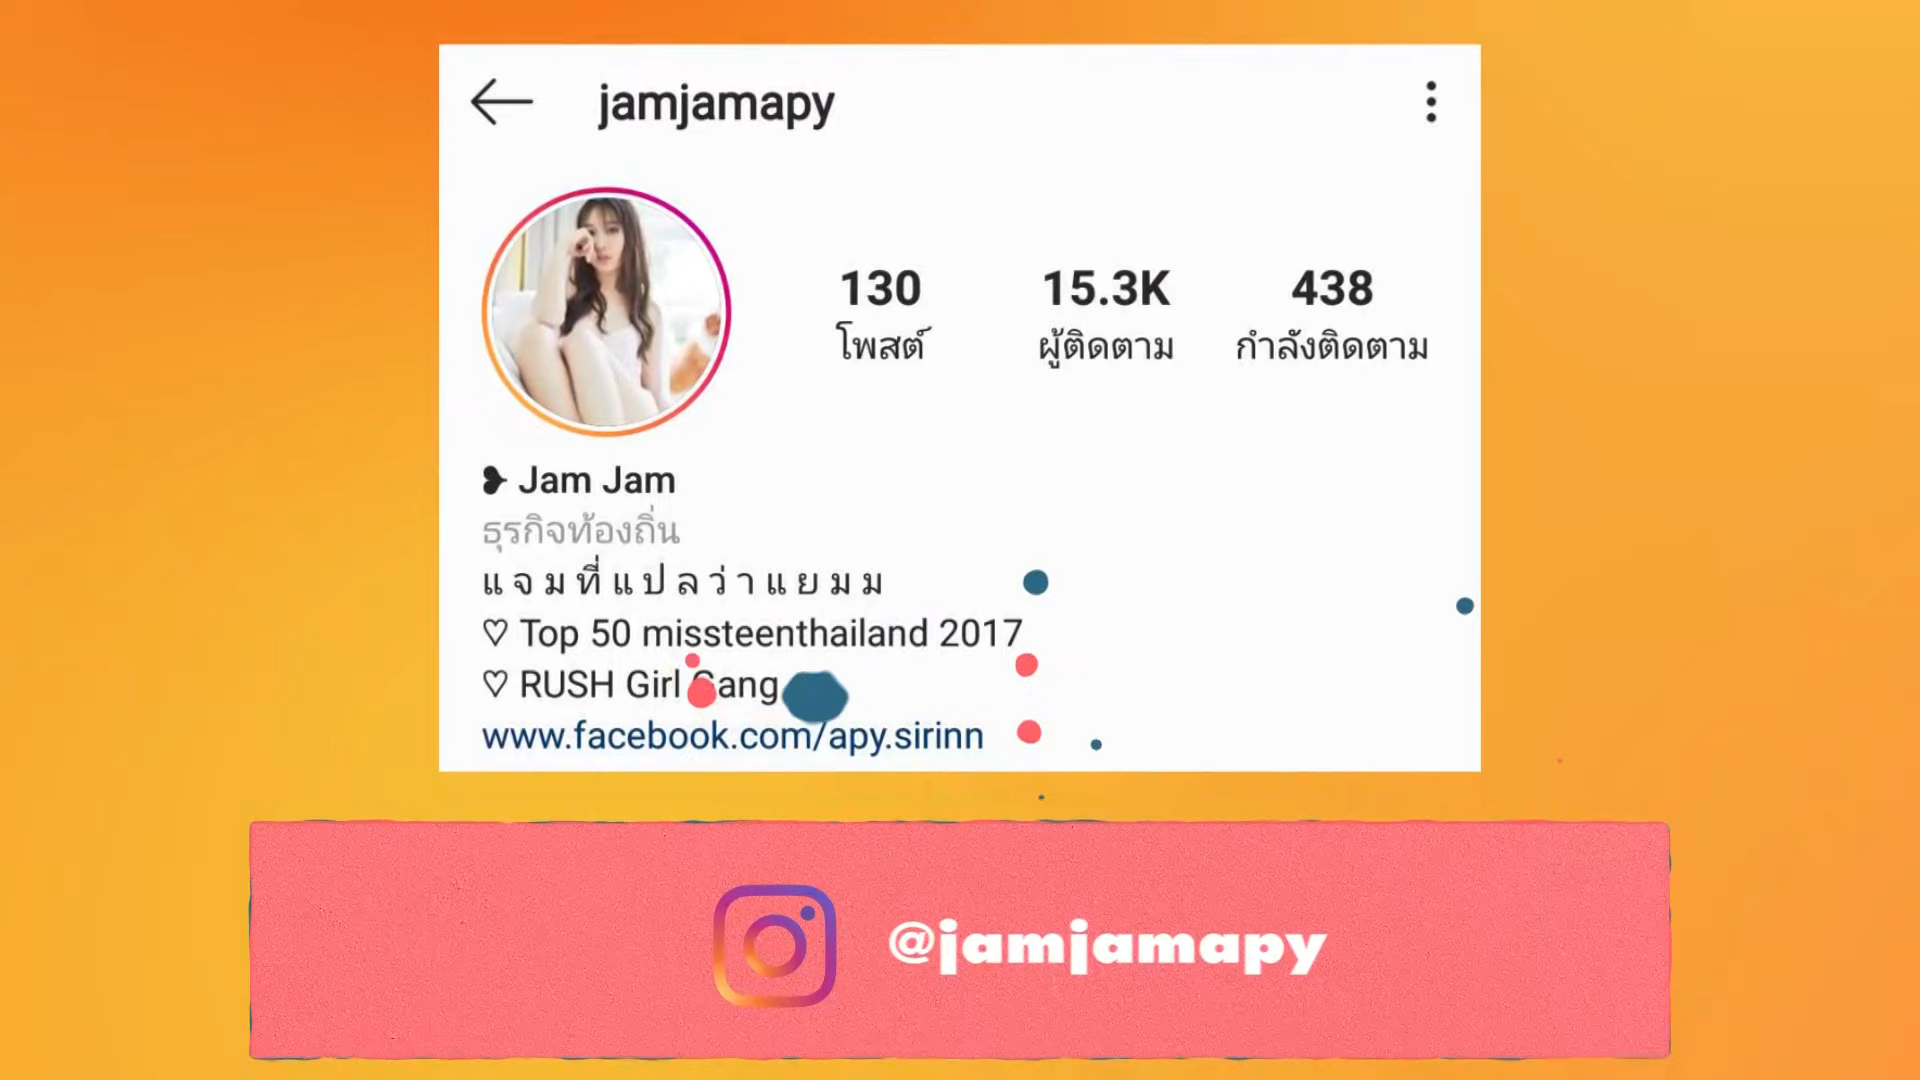 jamjamapy
130 15.3K 438
โพสต์ ผู้ติดตาม กำลังติดตาม
❥ Jam Jam
ธุรกิจท้องถิ่น
แ จ ม ที่ แ ป ล ว่ า แ ย ม ม
♡ Top 50 missteenthailand 2017
♡ RUSH Girl Gang
www.facebook.com/apy.sirinn
@jamjamapy